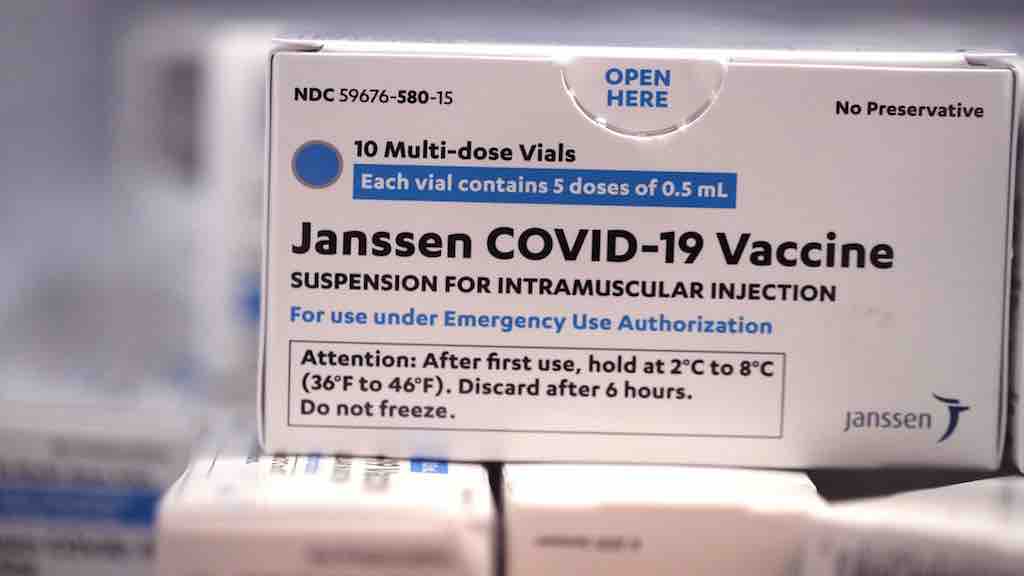 OPEN
HERE
NDC 59676-580-15
No Preservative
10 Multi-dose Vials
Each vial contains 5 doses of 0.5 mL
Janssen COVID-19 Vaccine
SUSPENSION FOR INTRAMUSCULAR INJECTION
For use under Emergency Use Authorization
Attention: After first use, hold at 2°C to 8°C
(36°F to 46°F). Discard after 6 hours.
Do not freeze.
janssen